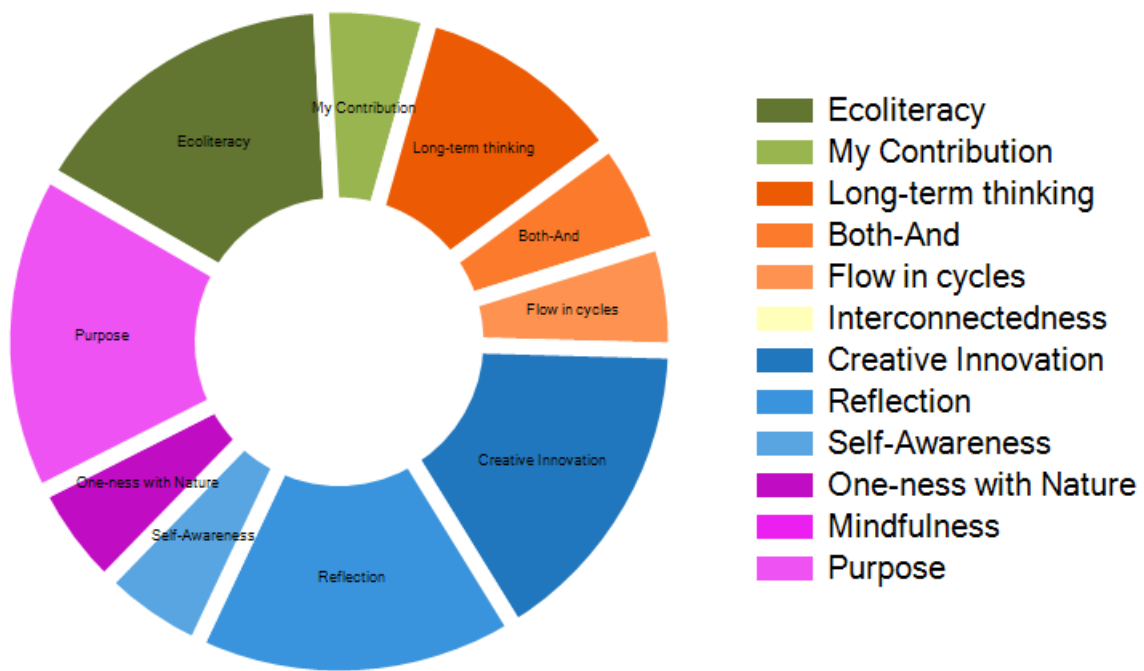 My Contribution
Ecoliteracy
Long-term thinking
Both-And
Flow in cycles
Purpose
Creative Innovation
One-ness with Nature
Self-Awareness
Reflection
Ecoliteracy
My Contribution
Long-term thinking
Both-And
Flow in cycles
Interconnectedness
Creative Innovation
Reflection
Self-Awareness
One-ness with Nature
Mindfulness
Purpose